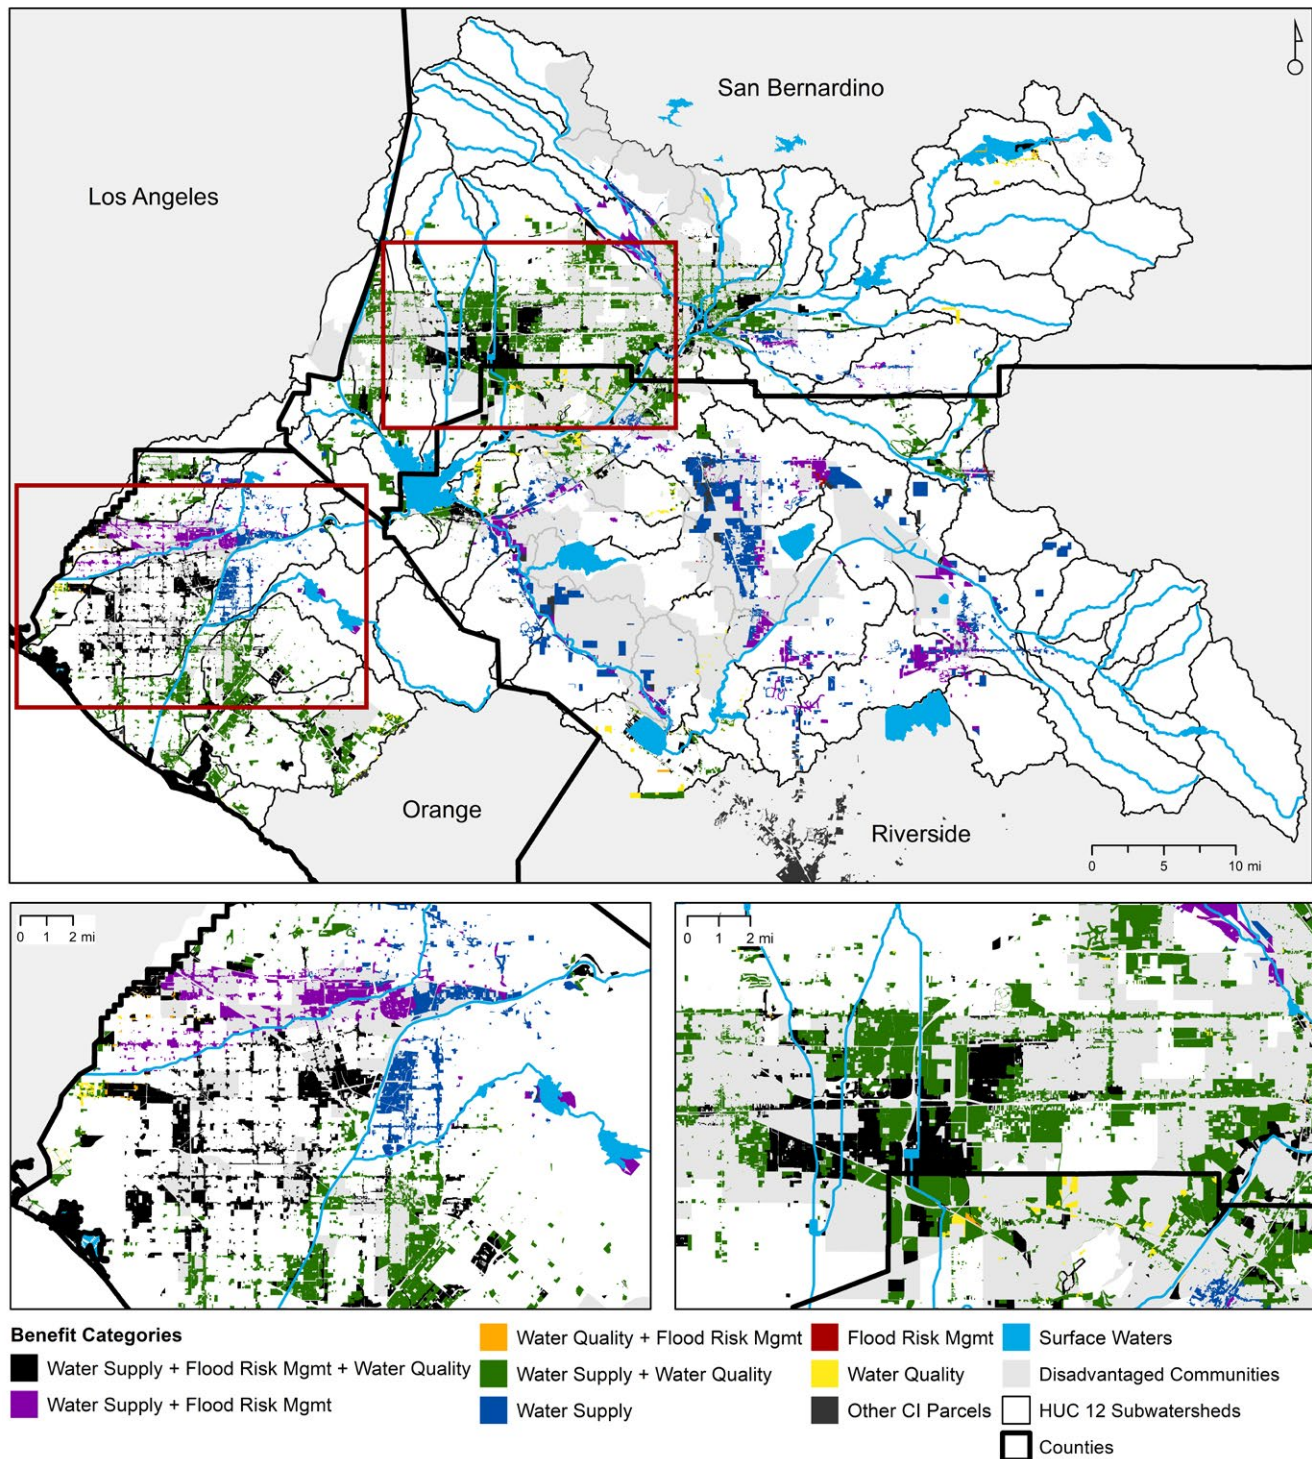 San Bernardino
Los Angeles
Orange
Riverside
0 5 10 mi
0 1 2 mi
0 1 2 mi
Benefit Categories
Water Supply + Flood Risk Mgmt + Water Quality
Water Supply + Flood Risk Mgmt
Water Quality + Flood Risk Mgmt
Water Supply + Water Quality
Water Supply
Flood Risk Mgmt
Water Quality
Other CI Parcels
Surface Waters
Disadvantaged Communities
HUC 12 Subwatersheds
Counties